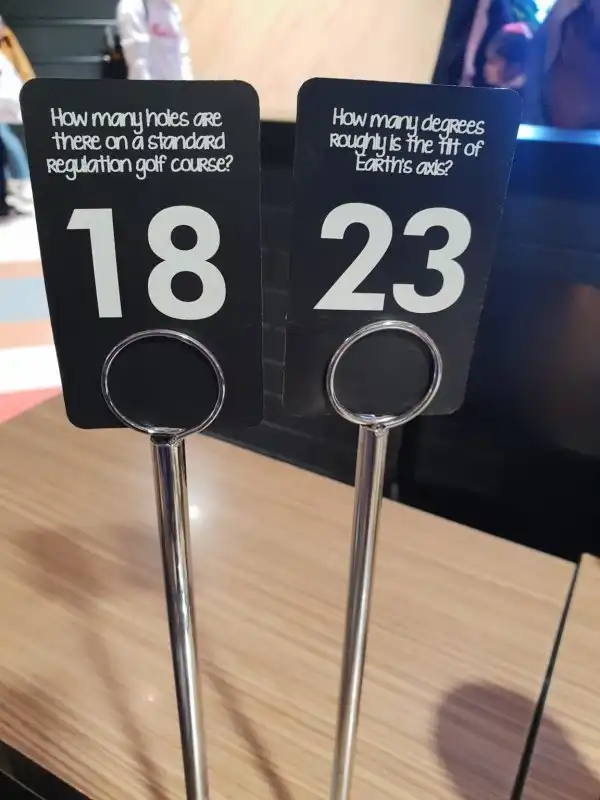 How many holes are
there on a standard
regulation golf course?
18
How many degrees
roughly is the tilt of
Earth's axis?
23